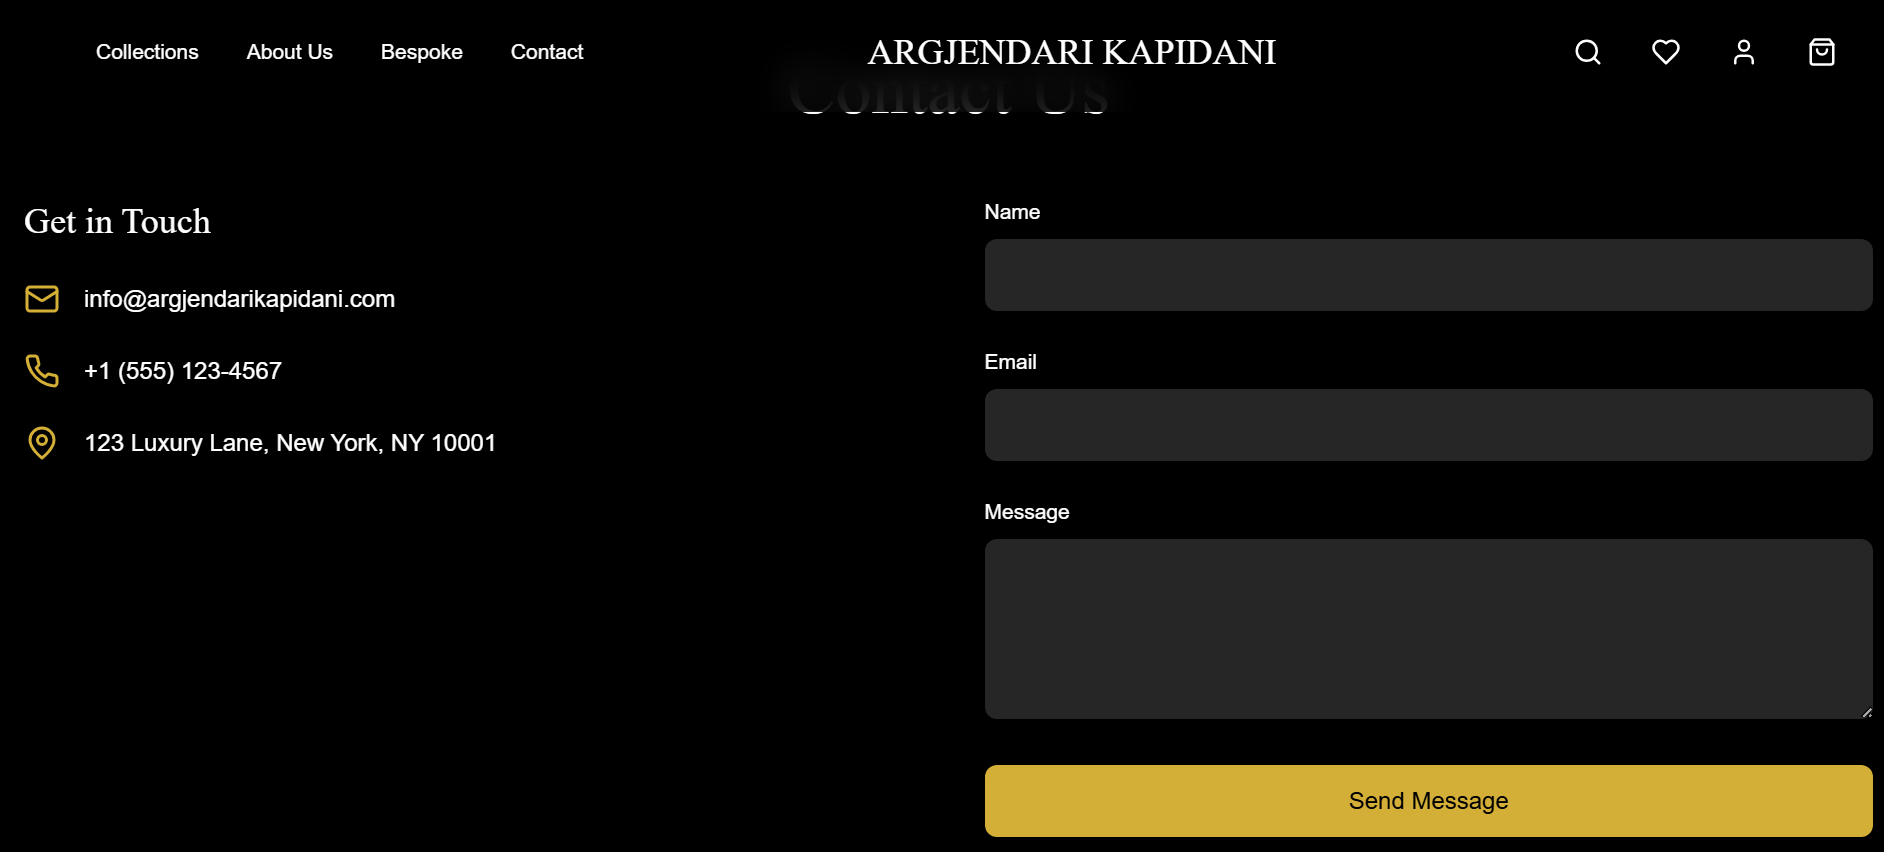 Collections About Us Bespoke Contact ARGJENDARI KAPIDANI
Contact Us
Get in Touch
info@argjendarikapidani.com
+1 (555) 123-4567
123 Luxury Lane, New York, NY 10001
Name
Email
Message
Send Message